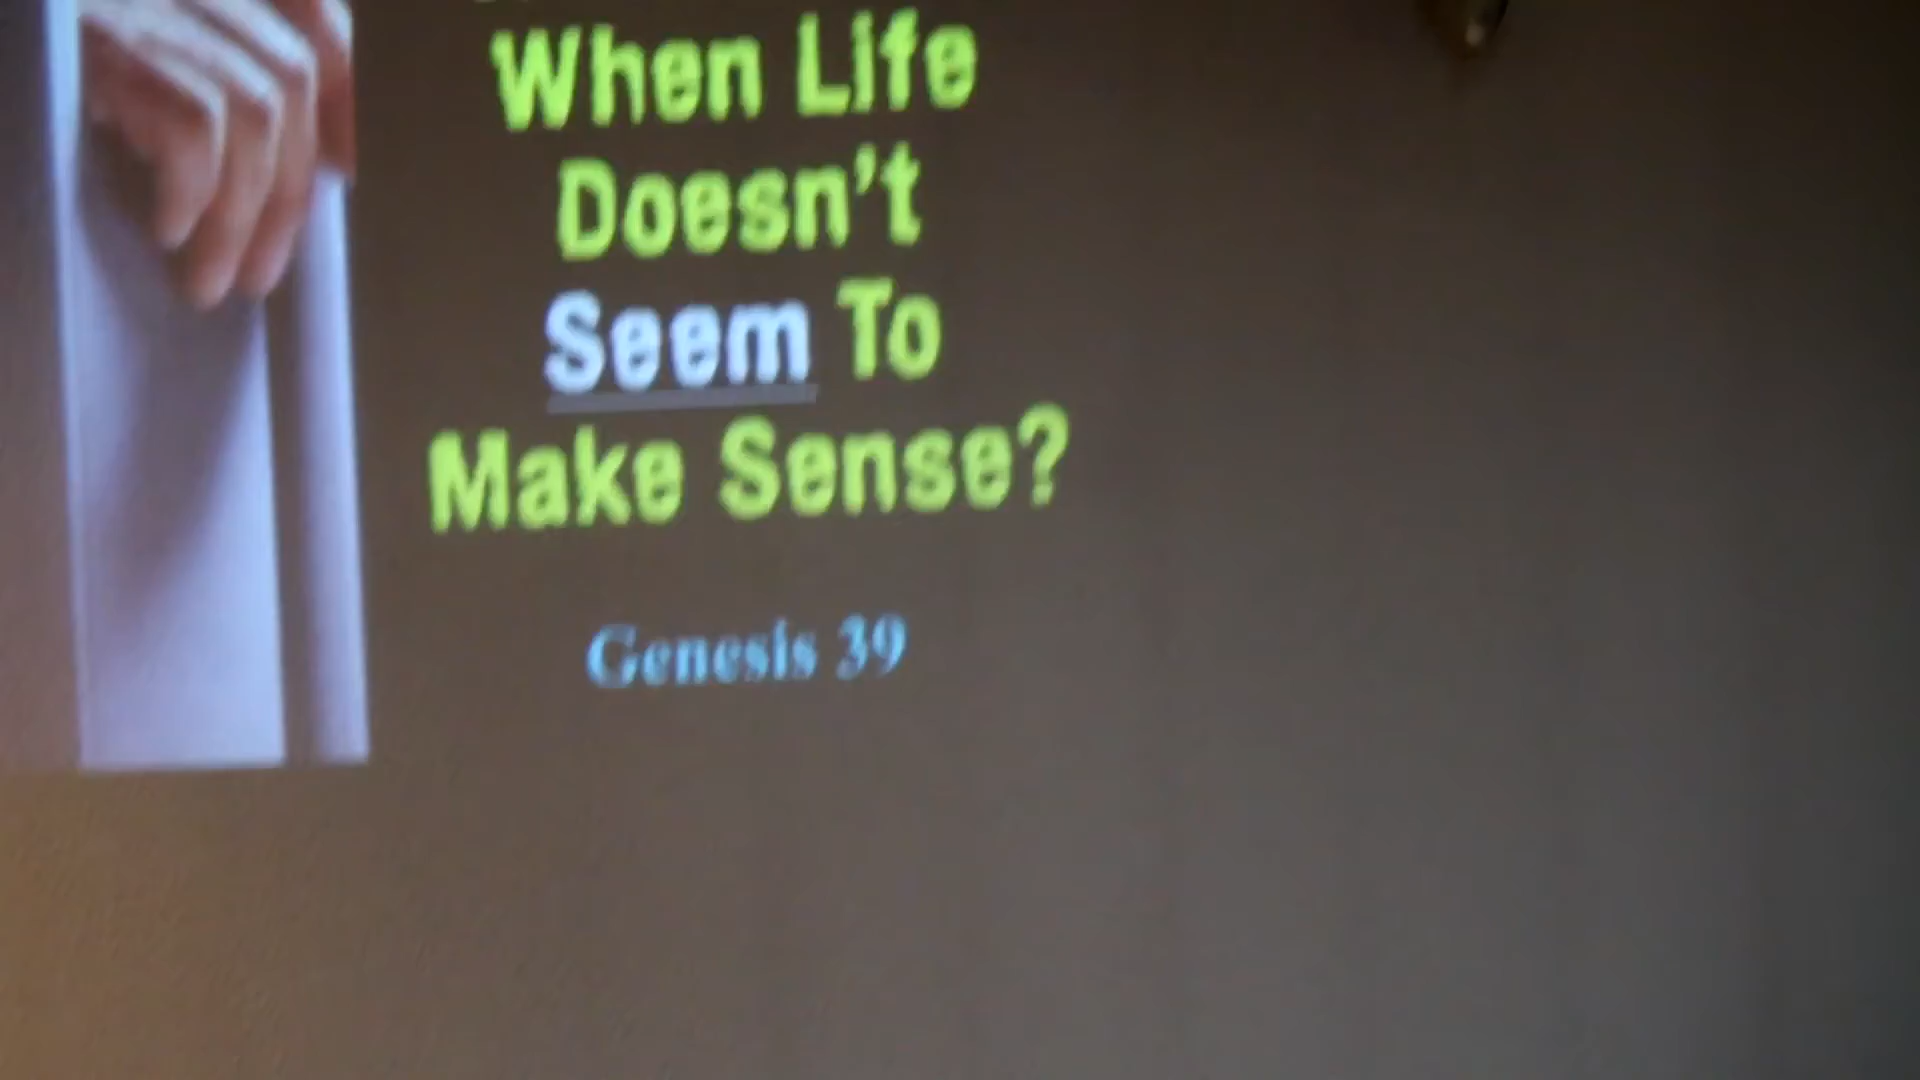 When Life
Doesn't
Seem To
Make Sense?
Genesis 39